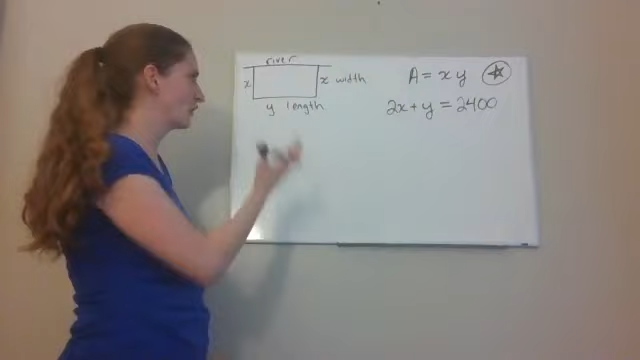 river
x
x width
y length
A = x y
2x + y = 2400